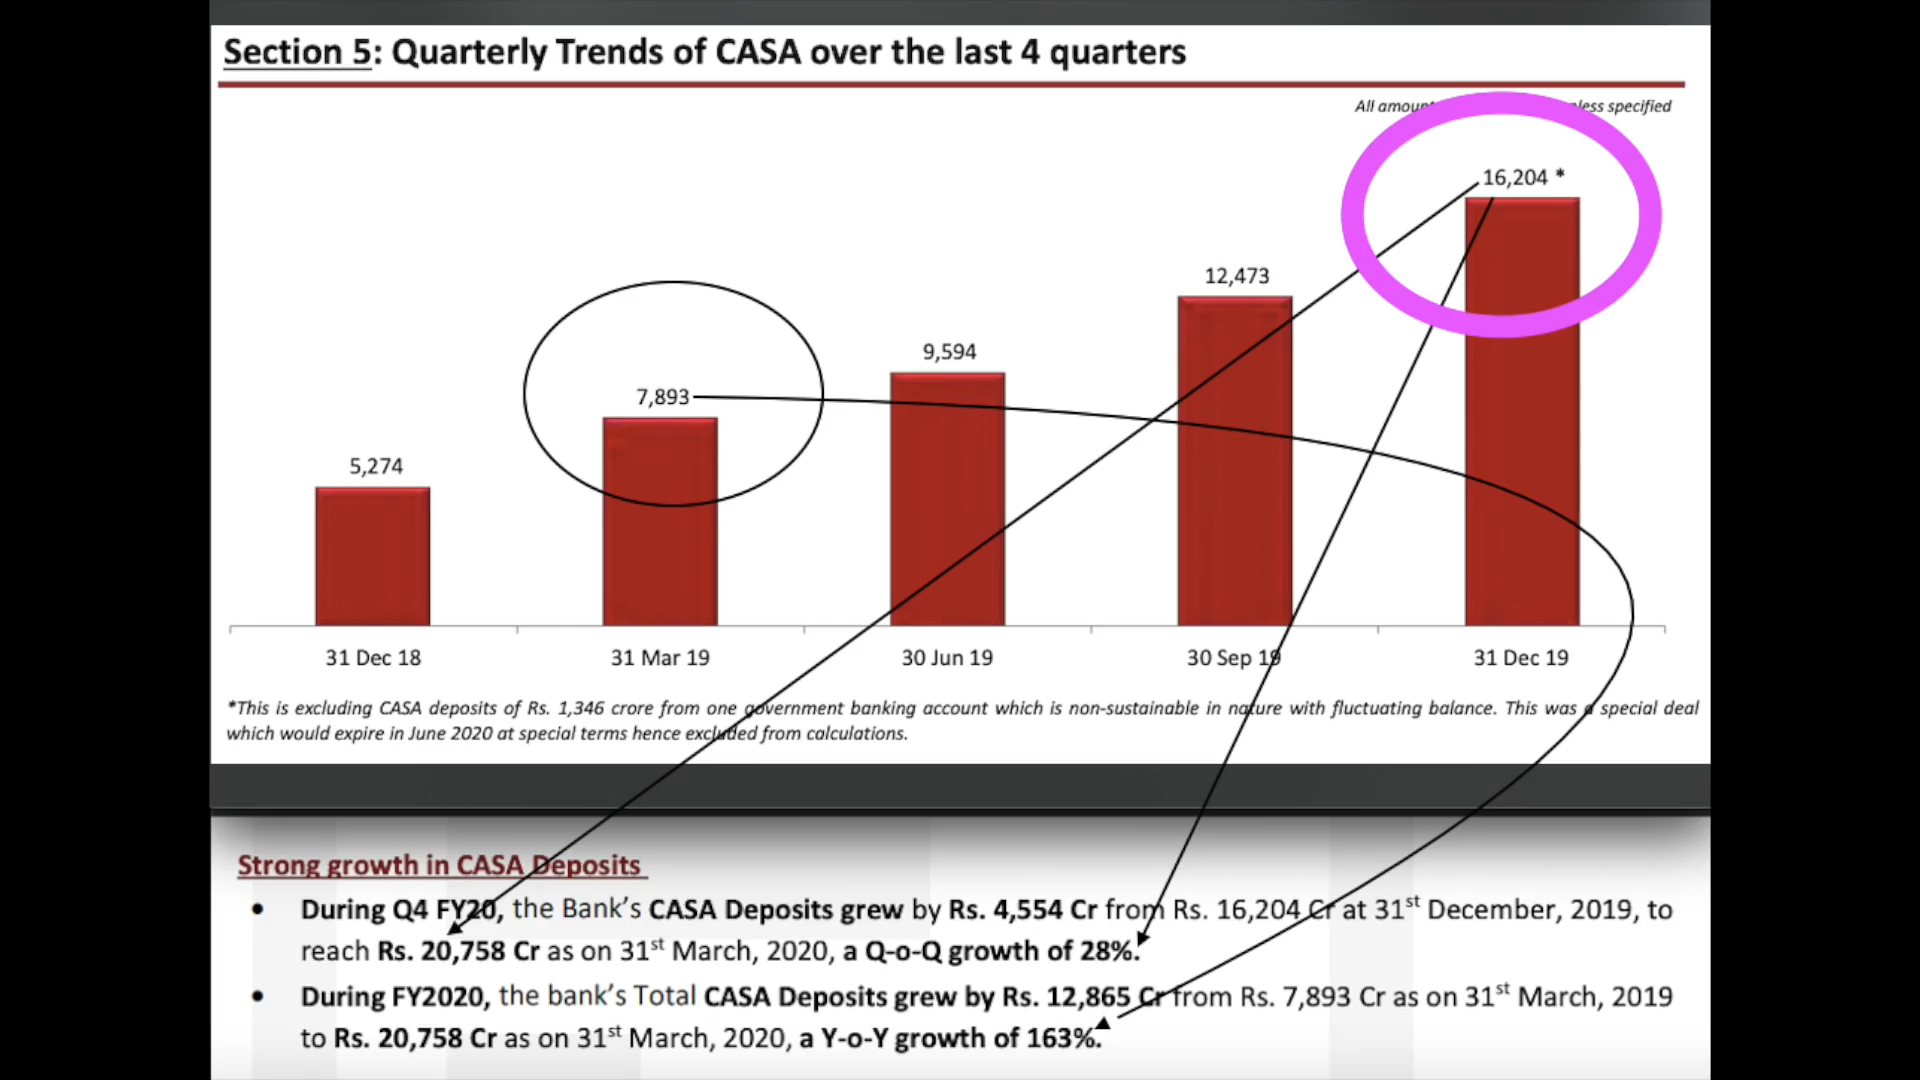 Section 5: Quarterly Trends of CASA over the last 4 quarters
All specified
16,204 *
12,473
9,594
7,893
5,274
31 Dec 18 31 Mar 19 30 Jun 19 30 Sep 19 31 Dec 19
*This is excluding CASA deposits of Rs. 1,346 crore from one government banking account which is non-sustainable in nature with fluctuating balance. This was a special deal
which would expire in June 2020 at special terms hence excluded from calculations.
Strong growth in CASA Deposits
• During Q4 FY20, the Bank's CASA Deposits grew by Rs. 4,554 Cr from Rs. 16,204 Cr at 31st December, 2019, to
reach Rs. 20,758 Cr as on 31st March, 2020, a Q-o-Q growth of 28%.
• During FY2020, the bank's Total CASA Deposits grew by Rs. 12,865 Cr from Rs. 7,893 Cr as on 31st March, 2019
to Rs. 20,758 Cr as on 31st March, 2020, a Y-o-Y growth of 163%.